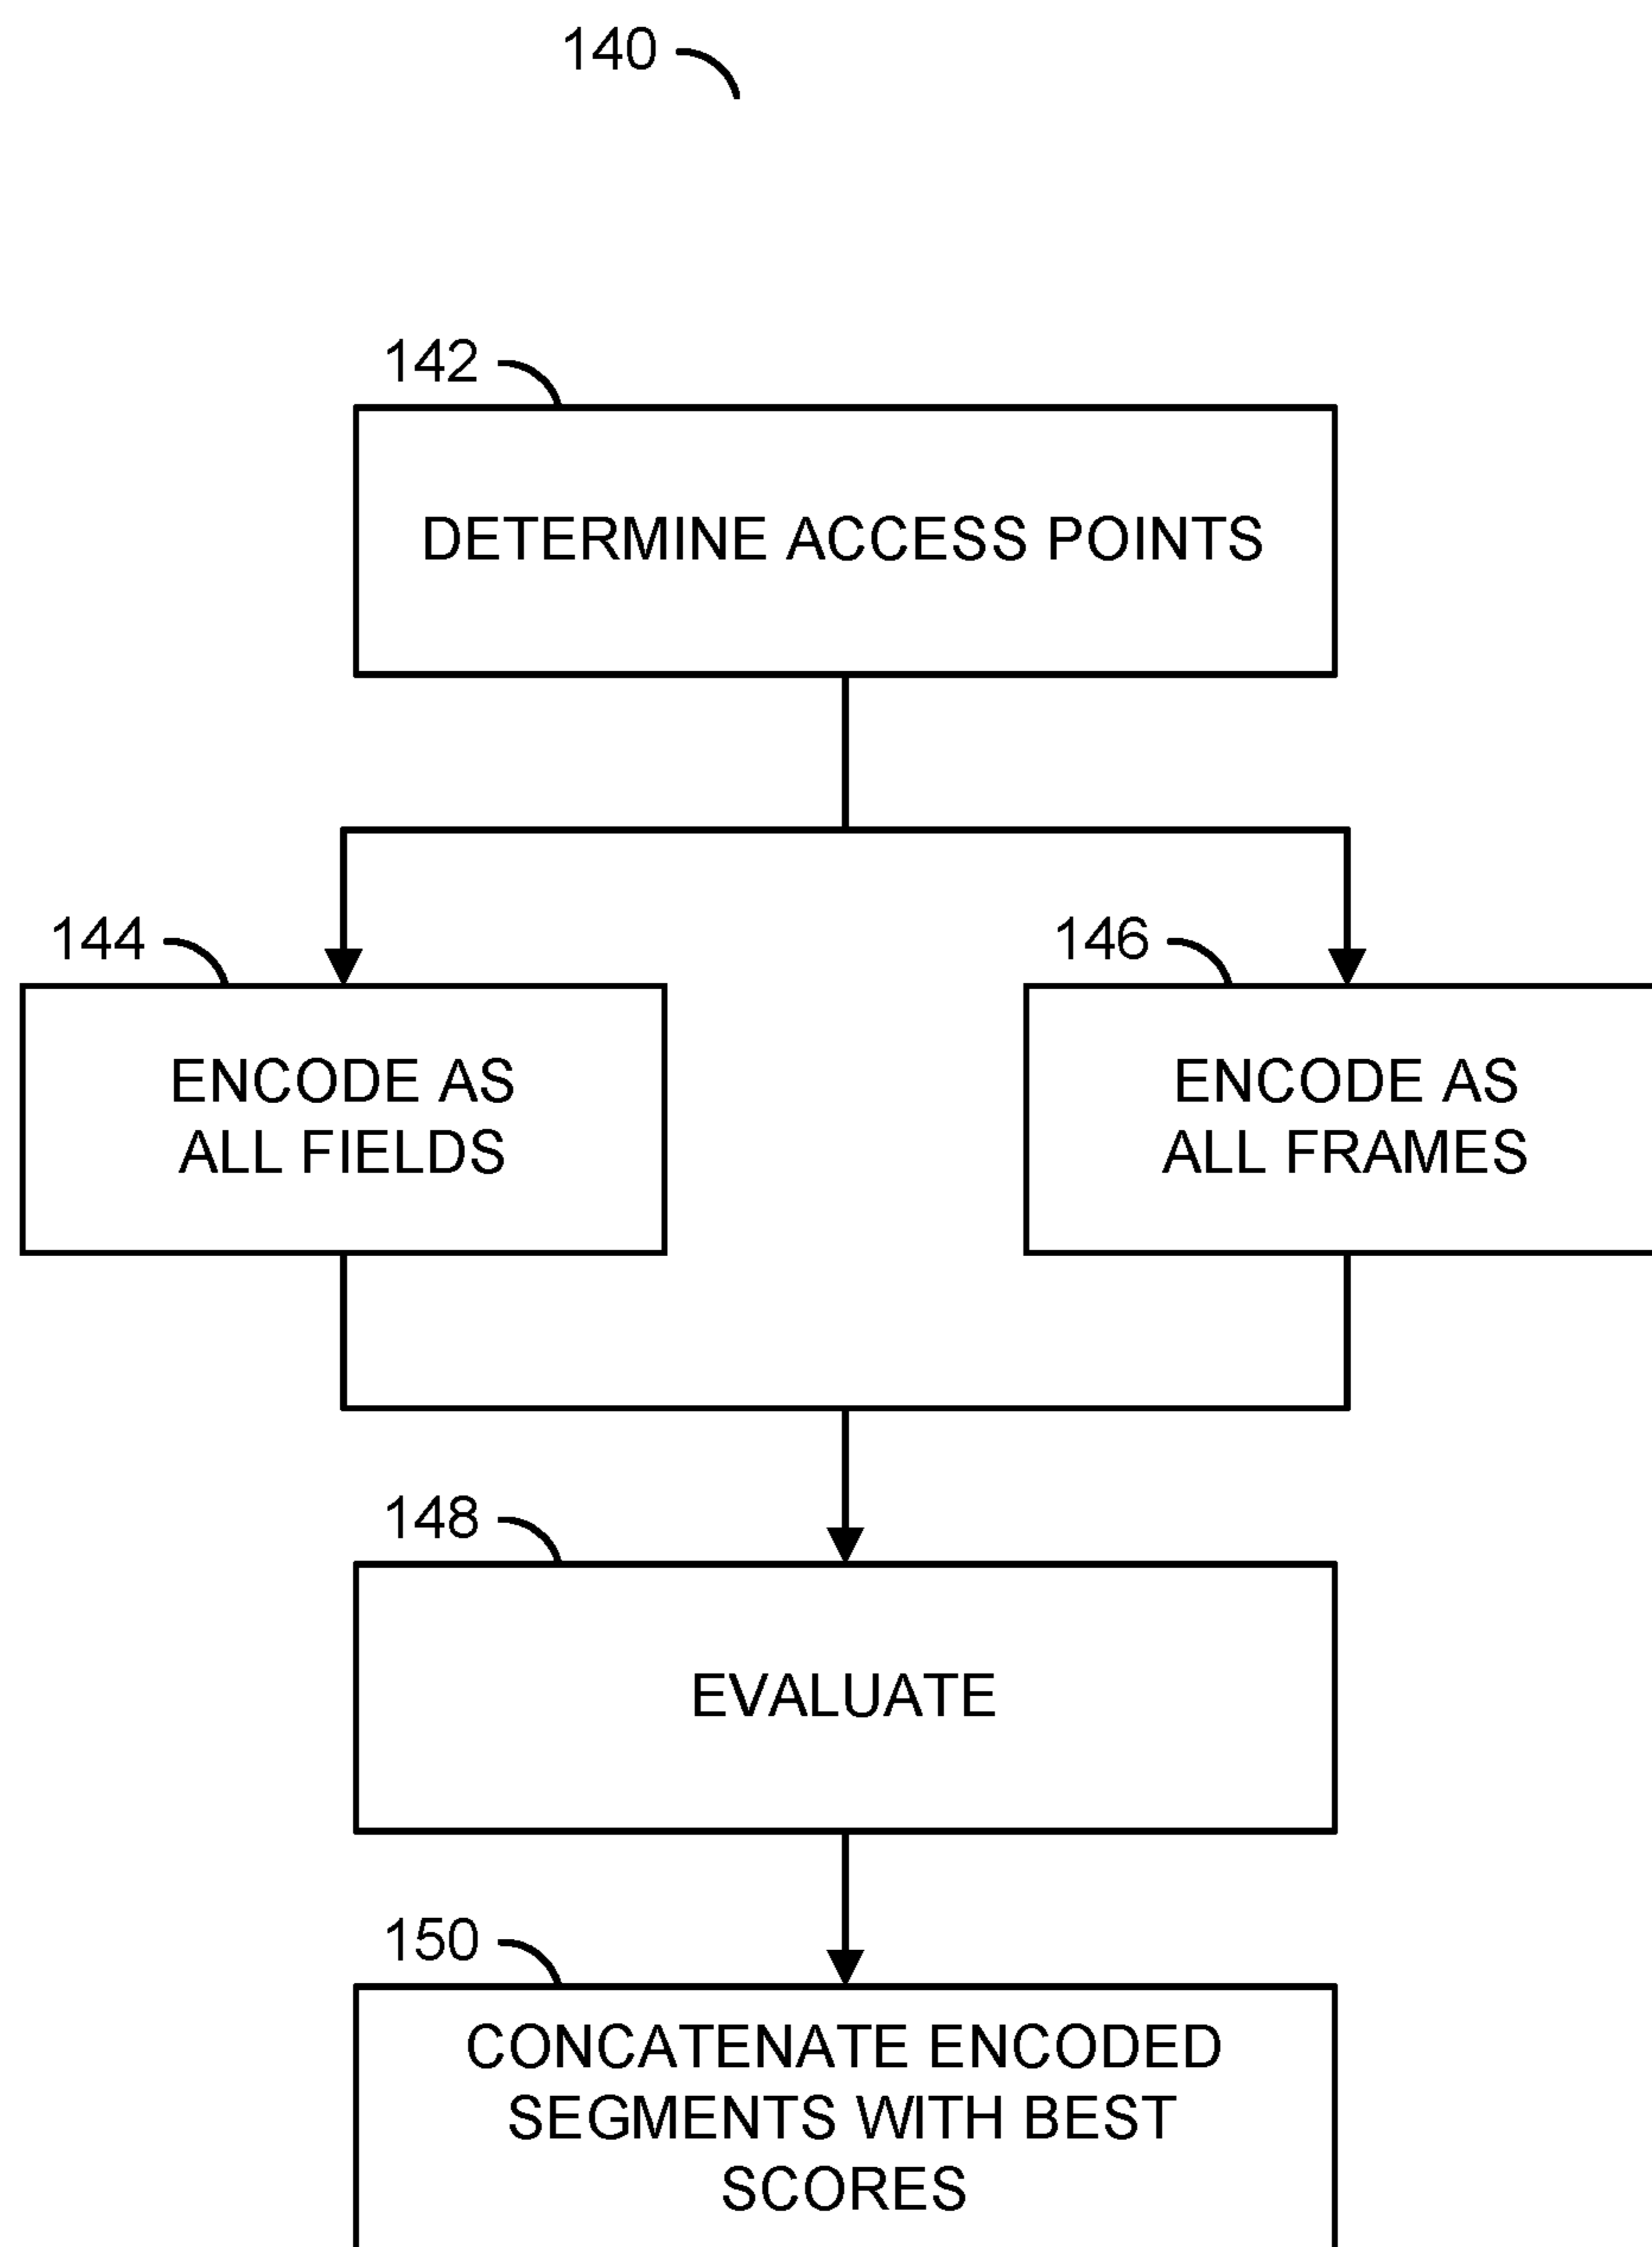 140
142
DETERMINE ACCESS POINTS
144
146
ENCODE AS
ALL FIELDS
ENCODE AS
ALL FRAMES
148
EVALUATE
150
CONCATENATE ENCODED
SEGMENTS WITH BEST
SCORES